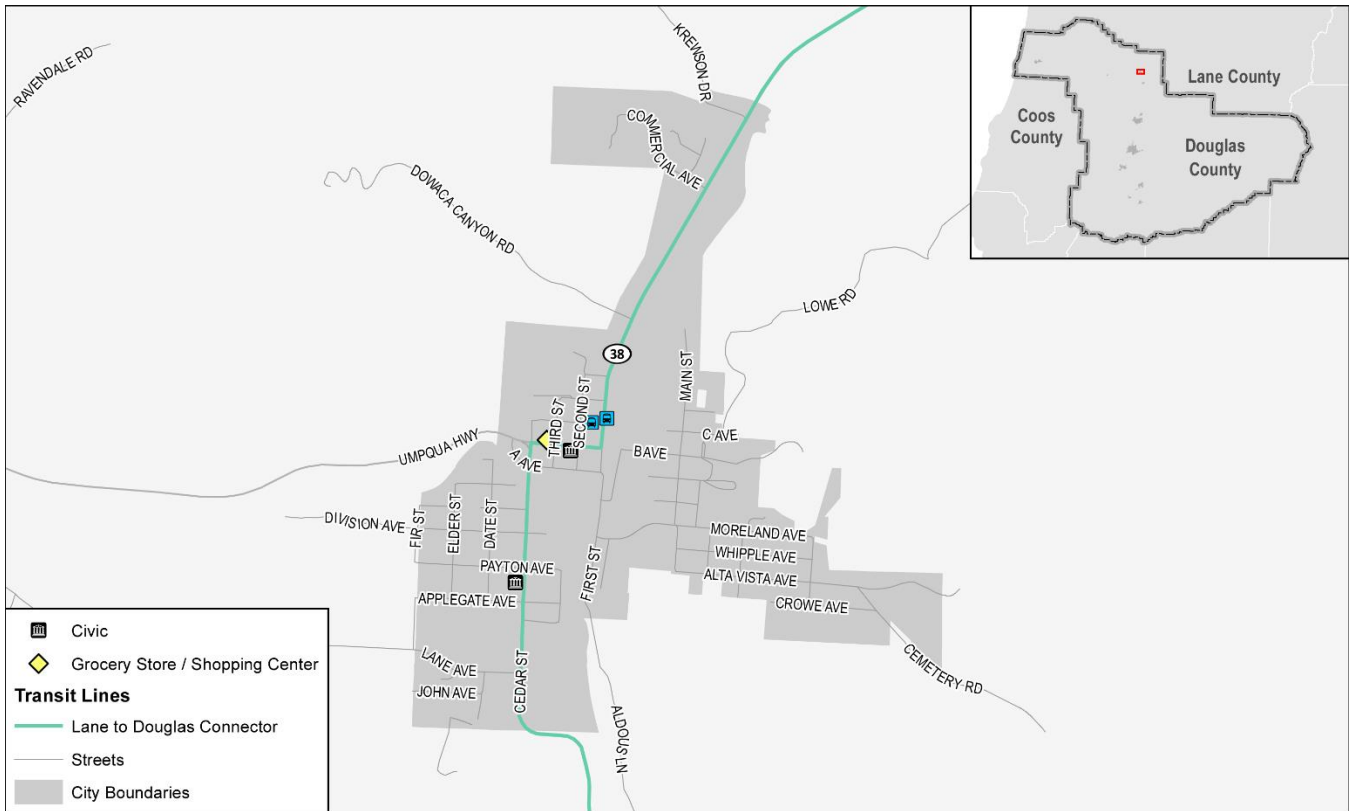 RAVENDALE RD
KREWSON DR
COMMERCIAL AVE
DOWACA CANYON RD
LOWE RD
38
MAIN ST
SECOND ST
THIRD ST
C AVE
UMPQUA HWY
A AVE
B AVE
DIVISION AVE
FIR ST
ELDER ST
DATE ST
MORELAND AVE
WHIPPLE AVE
PAYTON AVE
ALTA VISTA AVE
FIRST ST
APPLEGATE AVE
CROWE AVE
CEMETERY RD
LANE AVE
JOHN AVE
CEDAR ST
ALDOUS LN
Lane County
Coos
County
Douglas
County
Civic
Grocery Store / Shopping Center
Transit Lines
Lane to Douglas Connector
Streets
City Boundaries